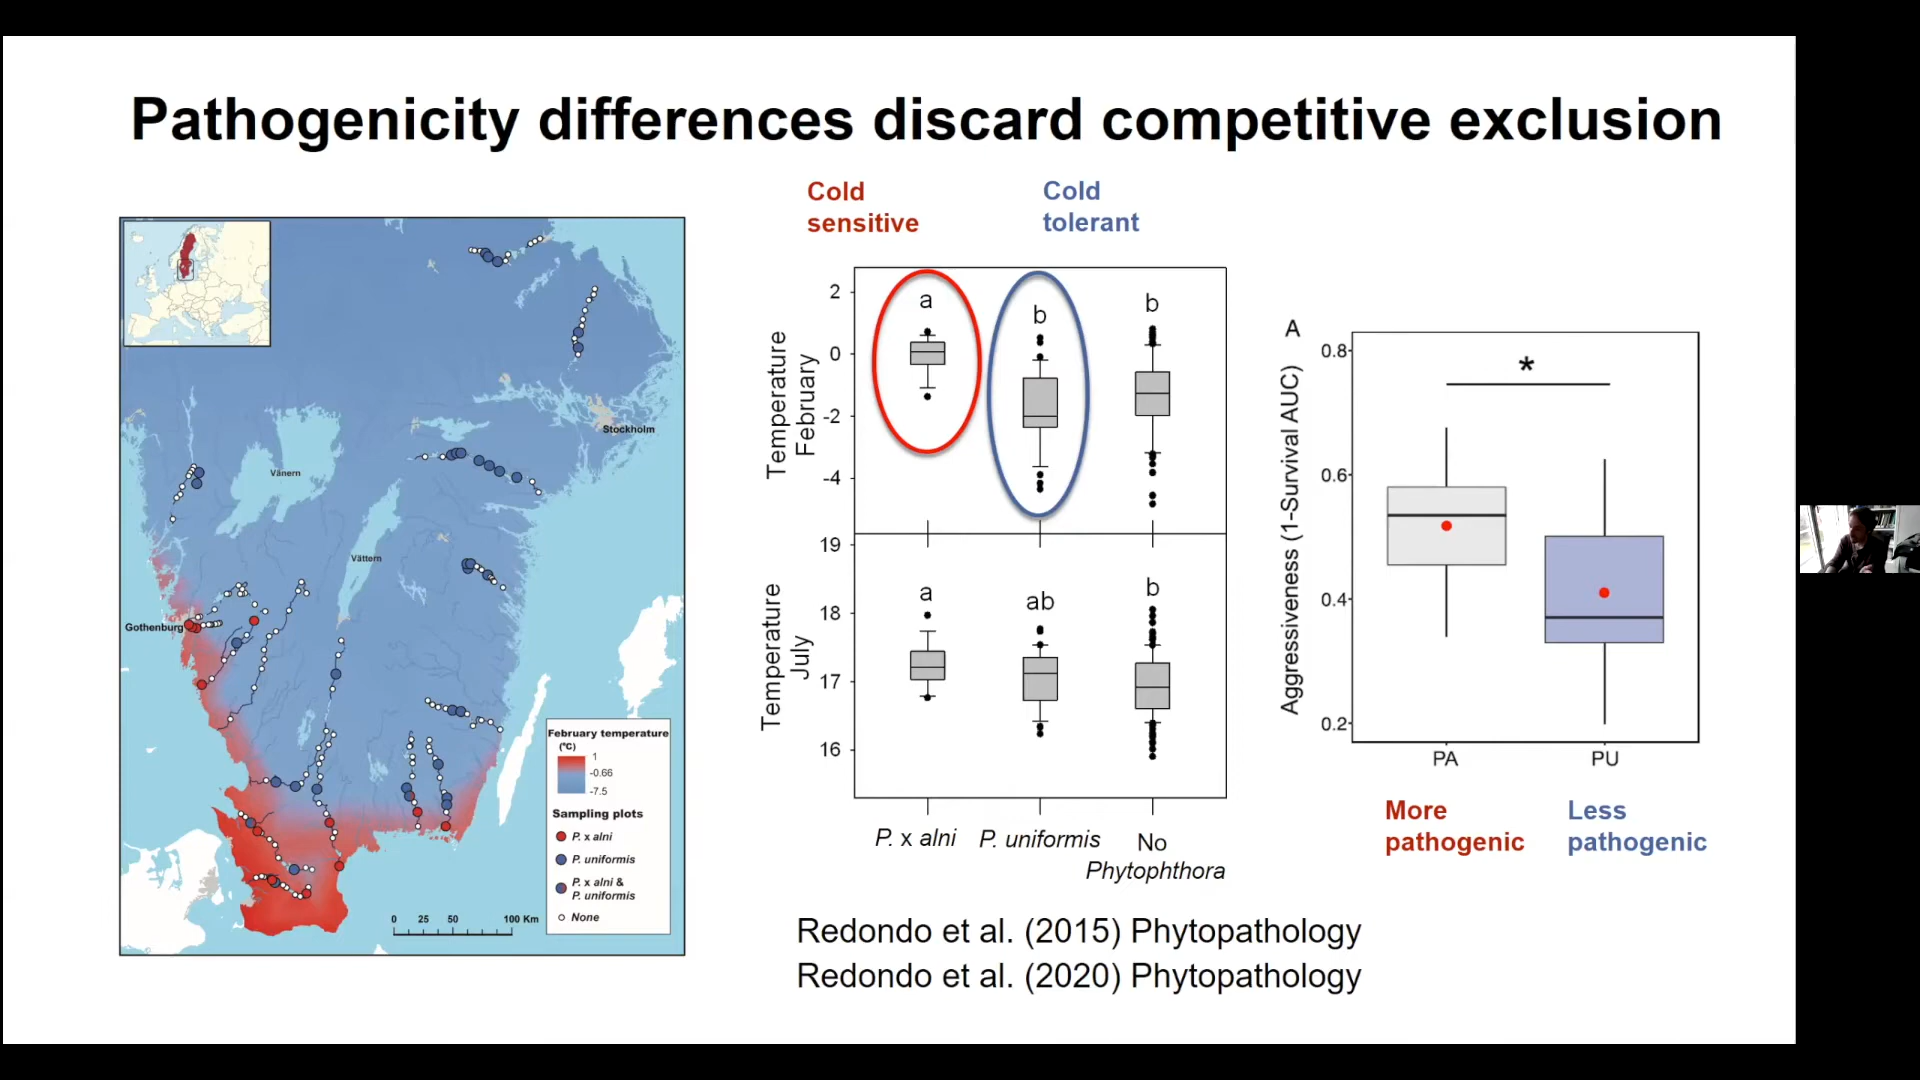 Pathogenicity differences discard competitive exclusion
Stockholm
Vänern
Vättern
Gothenburg
February temperature
(°C)
1
-0.66
-7.5
Sampling plots
P. x alni
P. uniformis
P. x alni &
P. uniformis
None
0 25 50 100 Km
Cold
sensitive
Cold
tolerant
Temperature
February
2
0
-2
-4
a
b
b
Temperature
July
19
18
17
16
a
ab
b
P. x alni
P. uniformis
No
Phytophthora
A
Aggressiveness (1-Survival AUC)
0.8
0.6
0.4
0.2
*
PA
PU
More
pathogenic
Less
pathogenic
Redondo et al. (2015) Phytopathology
Redondo et al. (2020) Phytopathology